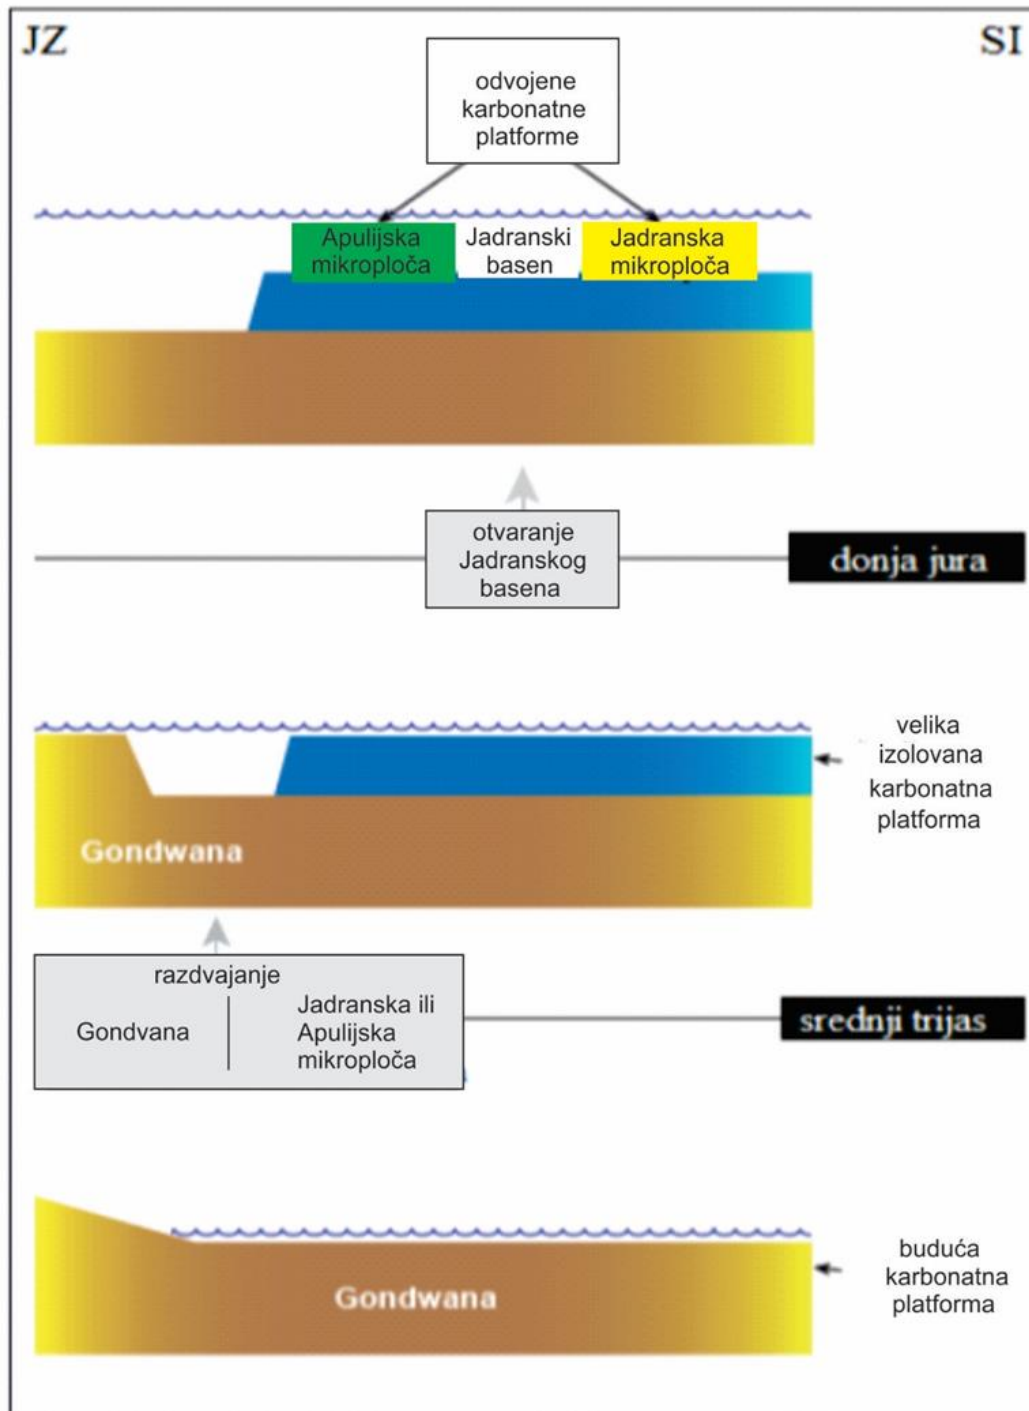 JZ
SI
odvojene
karbonatne
platforme
Apulijska
mikroploča
Jadranski
basen
Jadranska
mikroploča
otvaranje
Jadranskog
basena
donja jura
velika
izolovana
karbonatna
platforma
Gondwana
razdvajanje
Gondvana
Jadranska ili
Apulijska
mikroploča
srednji trijas
buduća
karbonatna
platforma
Gondwana